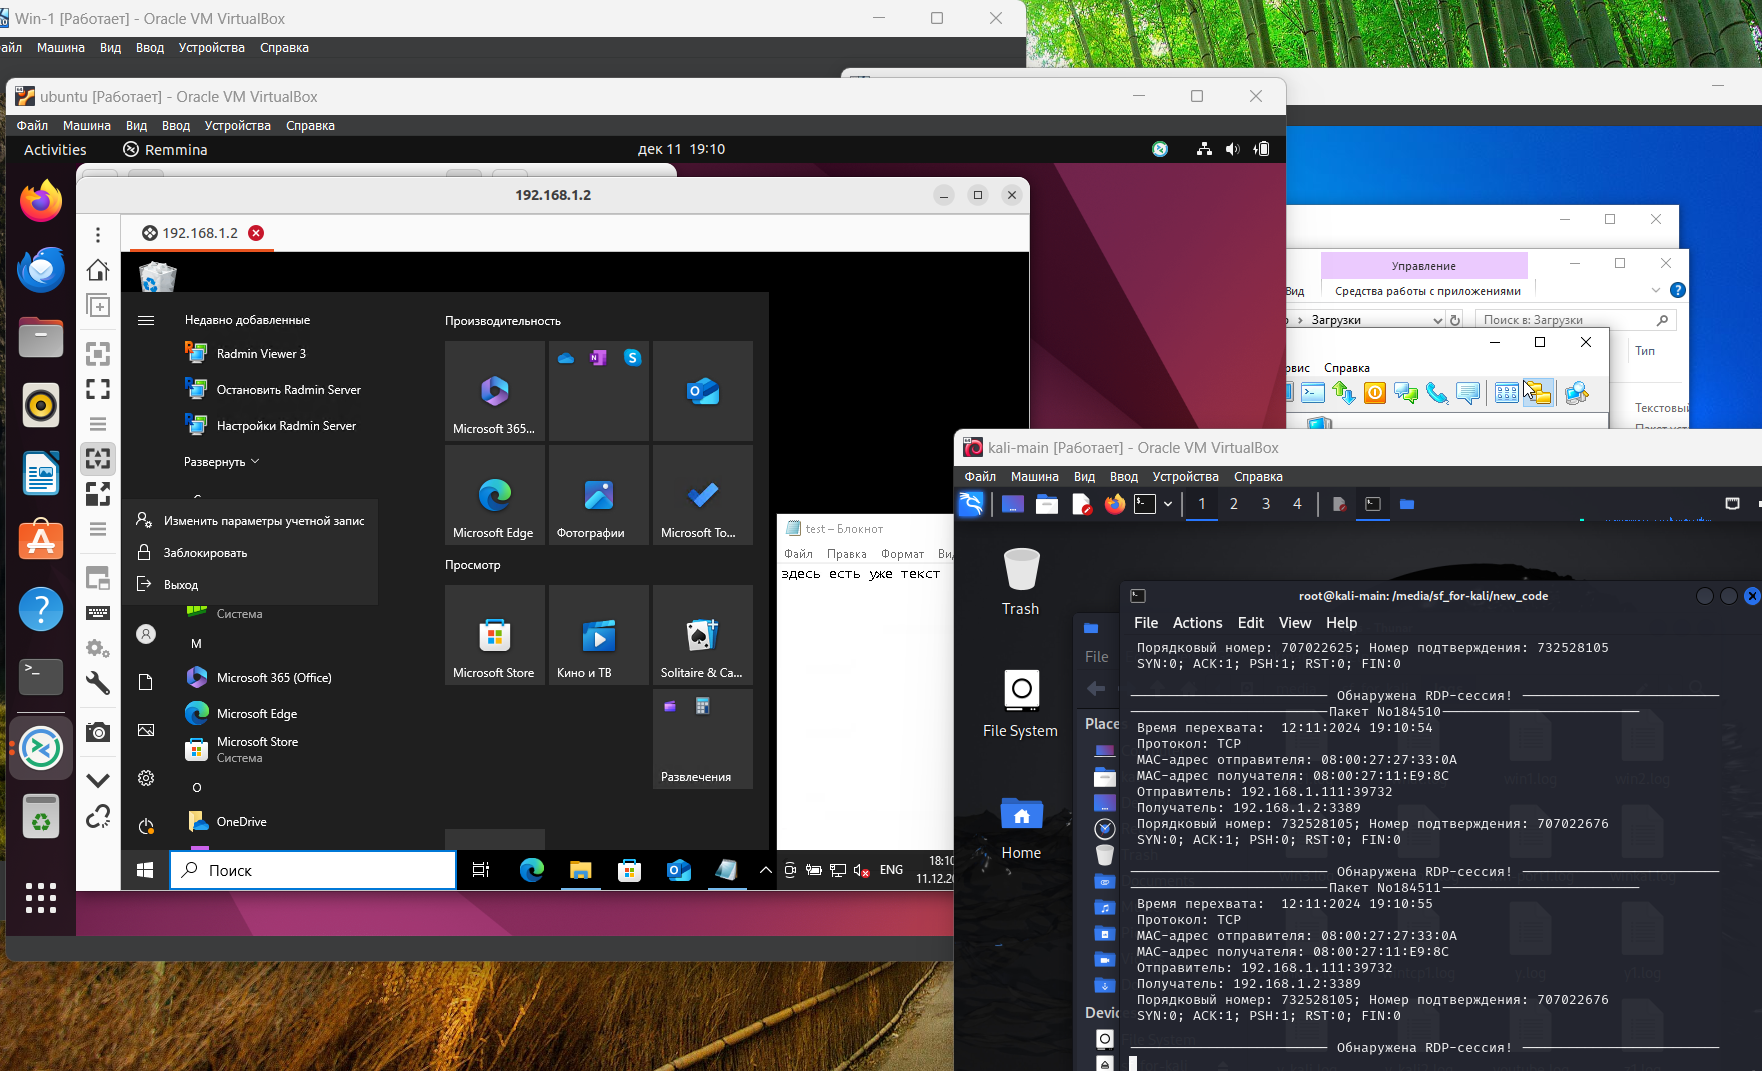 Win-1 [Работает] - Oracle VM VirtualBox
айл Машина Вид Ввод Устройства Справка
ubuntu [Работает] - Oracle VM VirtualBox
Файл Машина Вид Ввод Устройства Справка
Activities Remmina
дек 11 19:10
192.168.1.2
192.168.1.2
Недавно добавленные
Radmin Viewer 3
Остановить Radmin Server
Настройки Radmin Server
Развернуть
Изменить параметры учетной запис
Заблокировать
Выход
Система
M
Microsoft 365 (Office)
Microsoft Edge
Microsoft Store
Система
O
OneDrive
Производительность
Microsoft 365...
Microsoft Edge
Фотографии
Microsoft To...
Просмотр
Microsoft Store
Кино и ТВ
Solitaire & Ca...
Развлечения
Поиск
ENG
18:10
11.12.20
test – Блокнот
Файл Правка Формат Ви
здесь есть уже текст
Управление
Вид Средства работы с приложениями
Загрузки
Поиск в: Загрузки
Тип
рвис Справка
Текстовый
kali-main [Работает] - Oracle VM VirtualBox
Файл Машина Вид Ввод Устройства Справка
1 2 3 4
Trash
File System
Home
File
Places
Devic
root@kali-main: /media/sf_for-kali/new_code
File Actions Edit View Help
Порядковый номер: 707022625; Номер подтверждения: 732528105
SYN:0; ACK:1; PSH:1; RST:0; FIN:0
Обнаружена RDP-сессия!
Пакет No184510
Время перехвата: 12:11:2024 19:10:54
Протокол: TCP
MAC-адрес отправителя: 08:00:27:27:33:0A
MAC-адрес получателя: 08:00:27:11:E9:8C
Отправитель: 192.168.1.111:39732
Получатель: 192.168.1.2:3389
Порядковый номер: 732528105; Номер подтверждения: 707022676
SYN:0; ACK:1; PSH:0; RST:0; FIN:0
Обнаружена RDP-сессия!
Пакет No184511
Время перехвата: 12:11:2024 19:10:55
Протокол: TCP
MAC-адрес отправителя: 08:00:27:27:33:0A
MAC-адрес получателя: 08:00:27:11:E9:8C
Отправитель: 192.168.1.111:39732
Получатель: 192.168.1.2:3389
Порядковый номер: 732528105; Номер подтверждения: 707022676
SYN:0; ACK:1; PSH:1; RST:0; FIN:0
Обнаружена RDP-сессия!